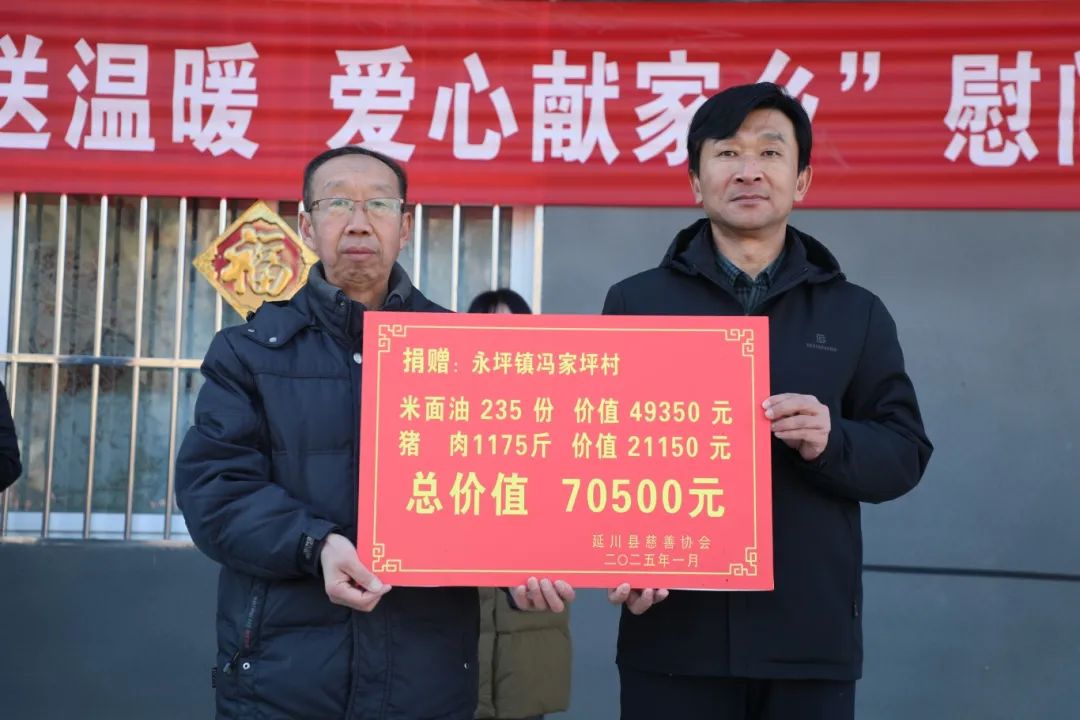 送温暖 爱心献家乡”慰问
福
捐赠：永坪镇冯家坪村
米面油 235 份 价值 49350 元
猪 肉1175斤 价值 21150 元
总价值 70500元
延川县慈善协会
二〇二五年一月